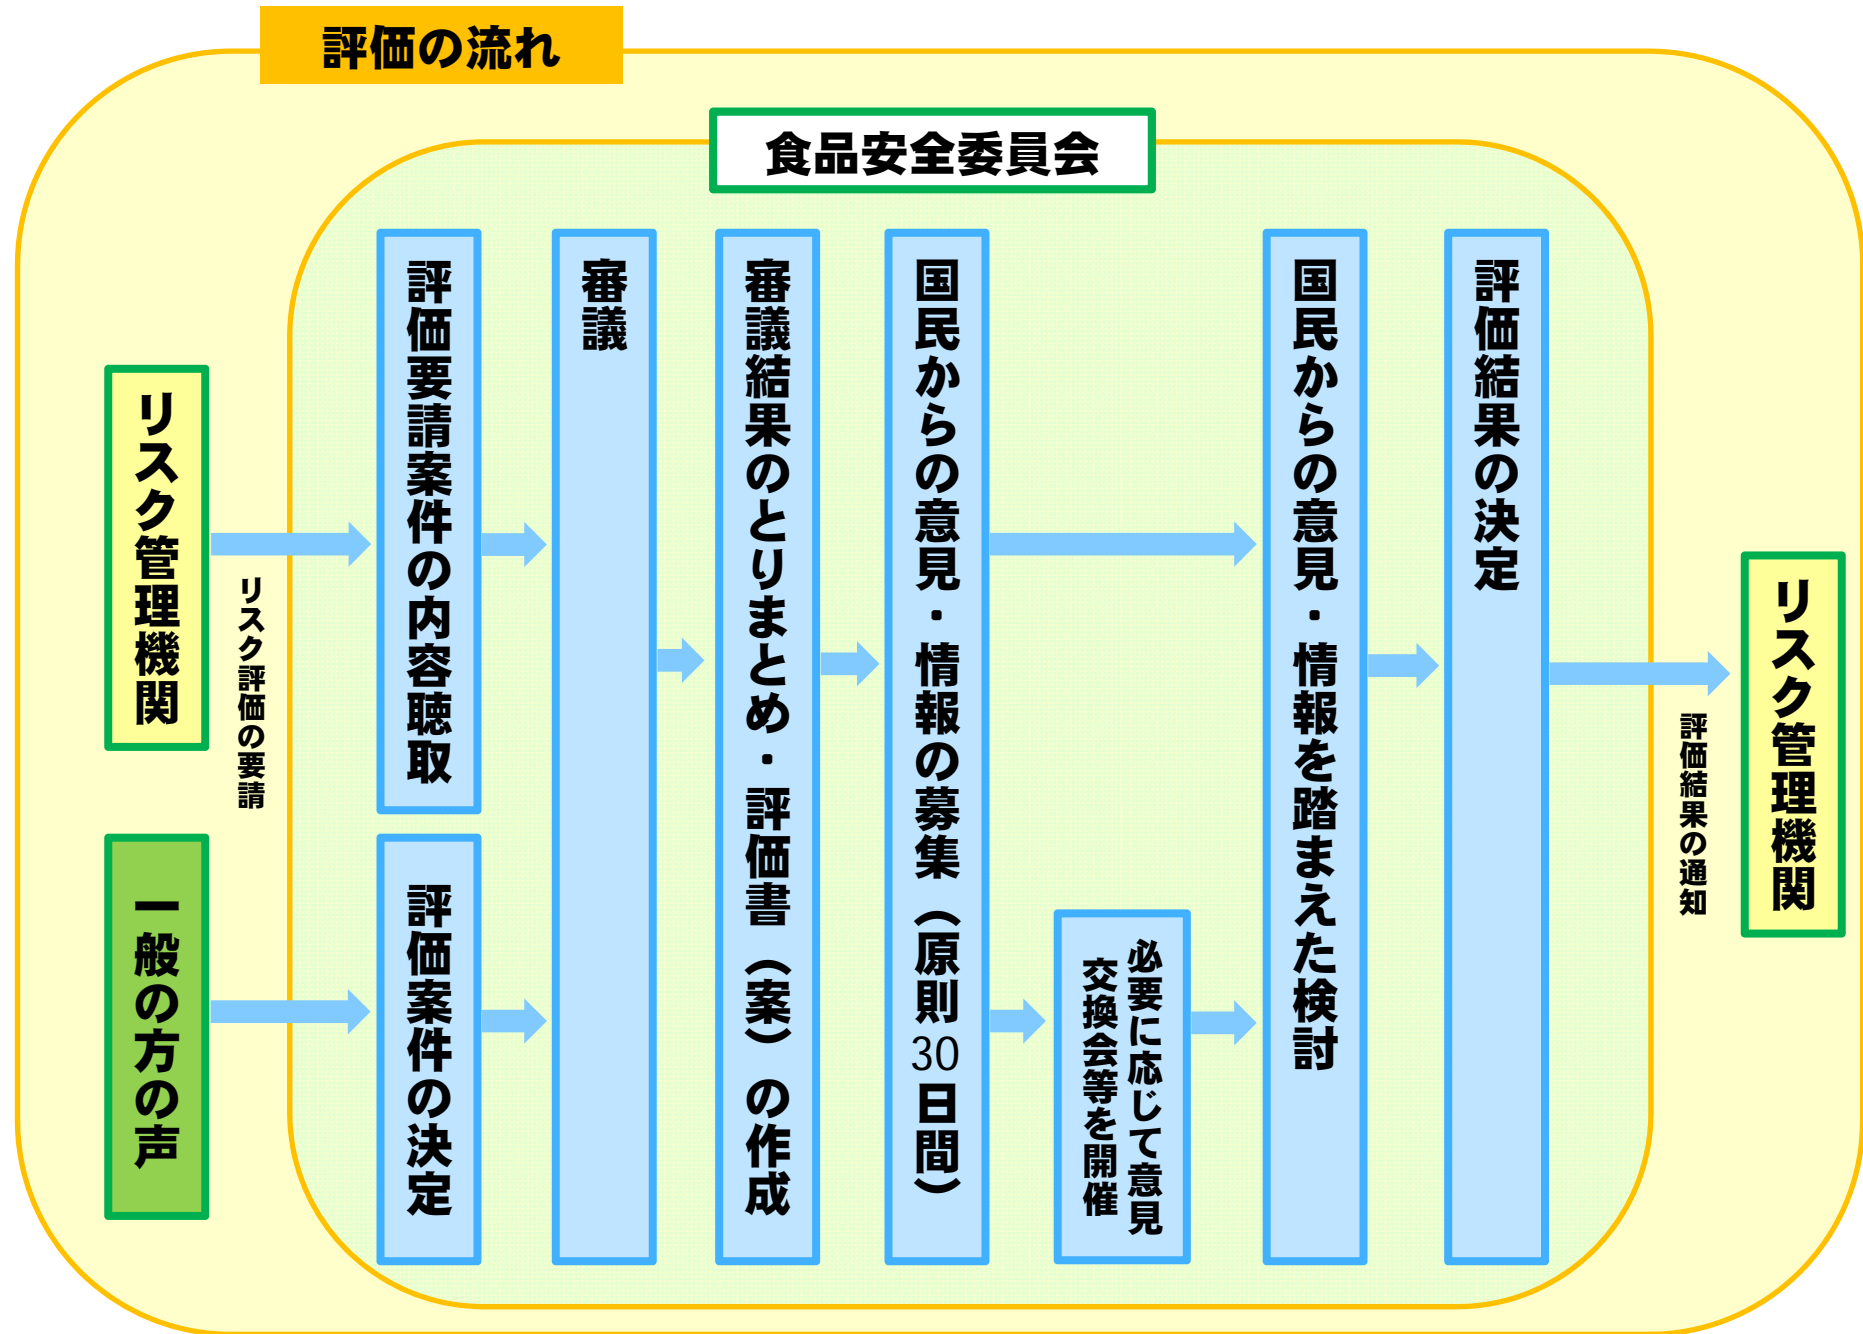 評価の流れ
食品安全委員会
リスク管理機関
リスク評価の要請
一般の方の声
評価要請案件の内容聴取
評価案件の決定
審議
審議結果のとりまとめ・評価書（案）の作成
国民からの意見・情報の募集（原則30日間）
必要に応じて意見
交換会等を開催
国民からの意見・情報を踏まえた検討
評価結果の決定
評価結果の通知
リスク管理機関